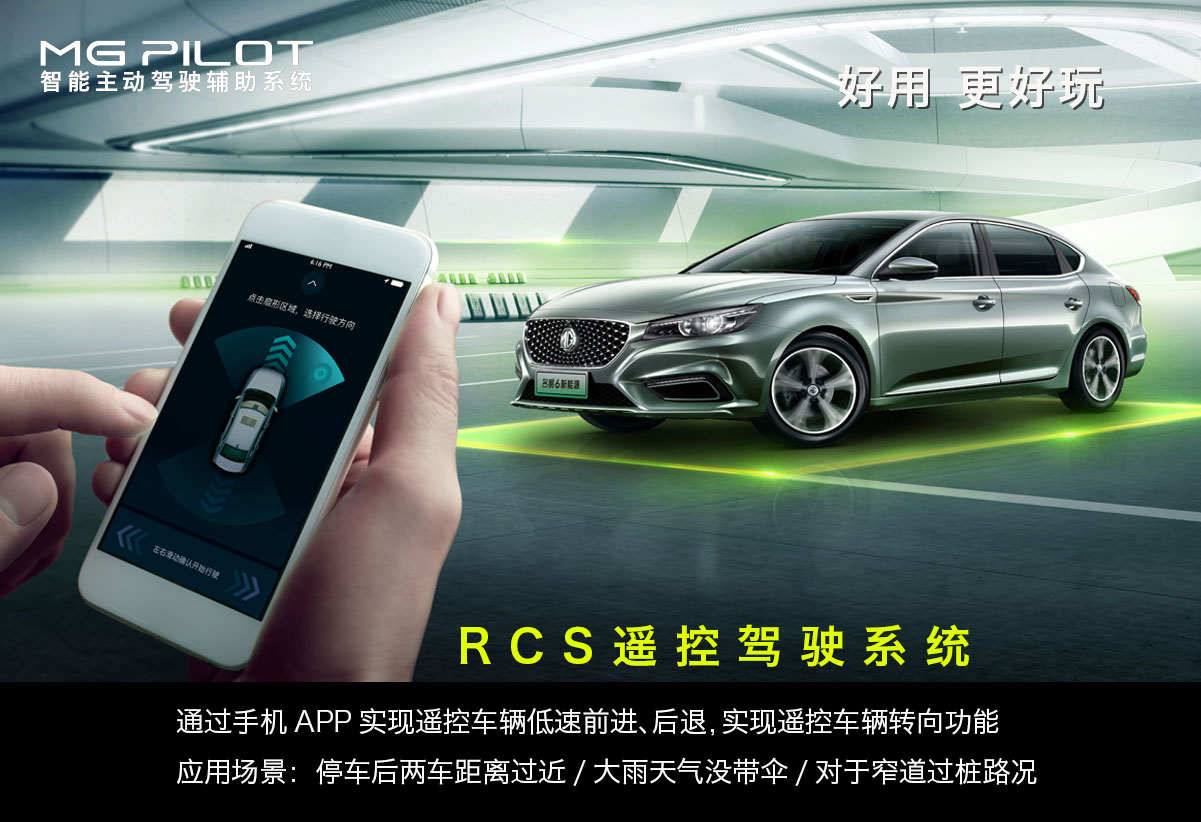 MG PILOT
智能主动驾驶辅助系统
好用 更好玩
6:16 PM
点击扇形区域，选择行驶方向
左右滑动确认开始行驶
名爵6新能源
RCS遥控驾驶系统
通过手机 APP 实现遥控车辆低速前进、后退，实现遥控车辆转向功能
应用场景：停车后两车距离过近 / 大雨天气没带伞 / 对于窄道过桩路况